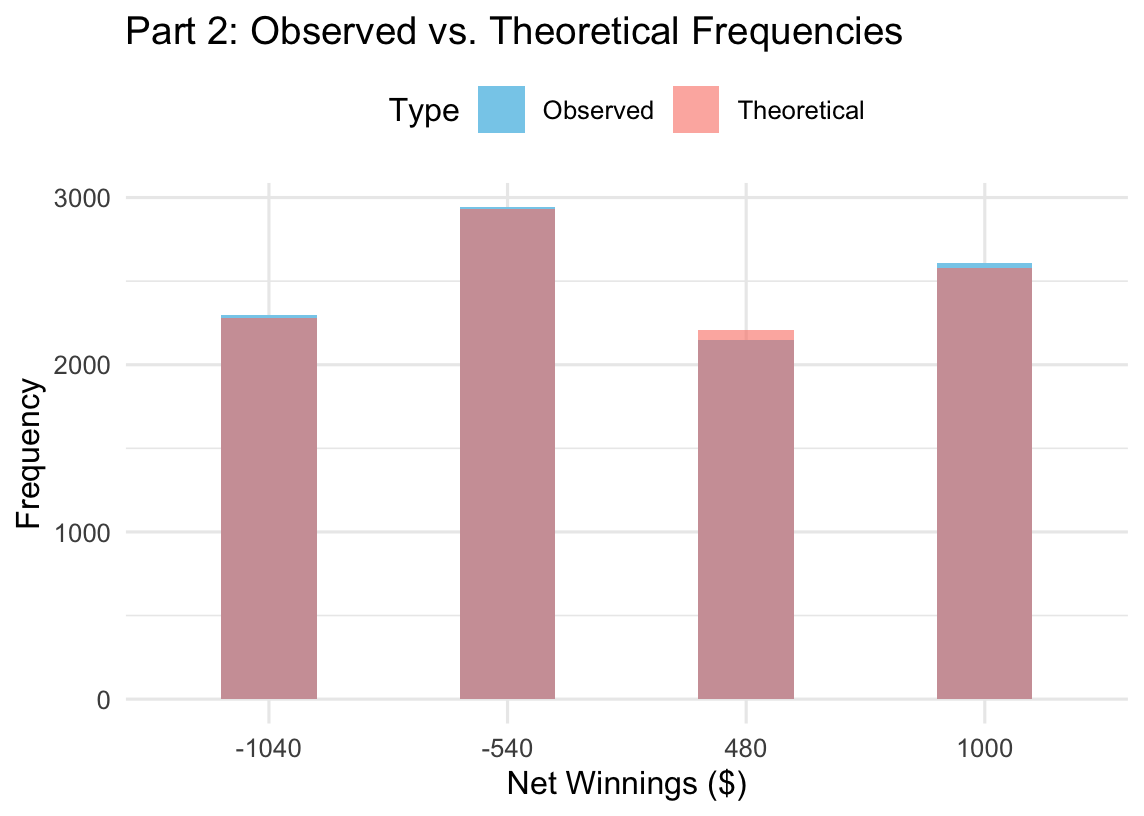 Part 2: Observed vs. Theoretical Frequencies
Type Observed Theoretical
3000
2000
1000
0
Frequency
-1040 -540 480 1000
Net Winnings ($)